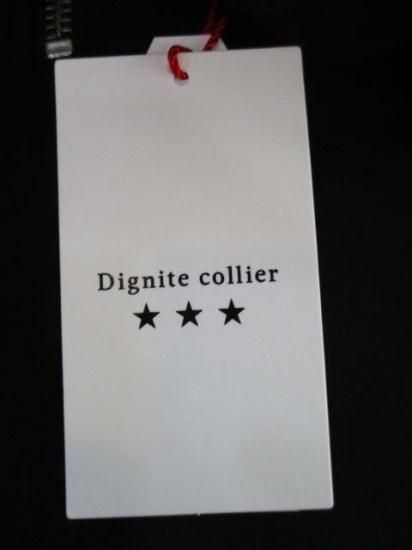 Dignite collier
★ ★ ★